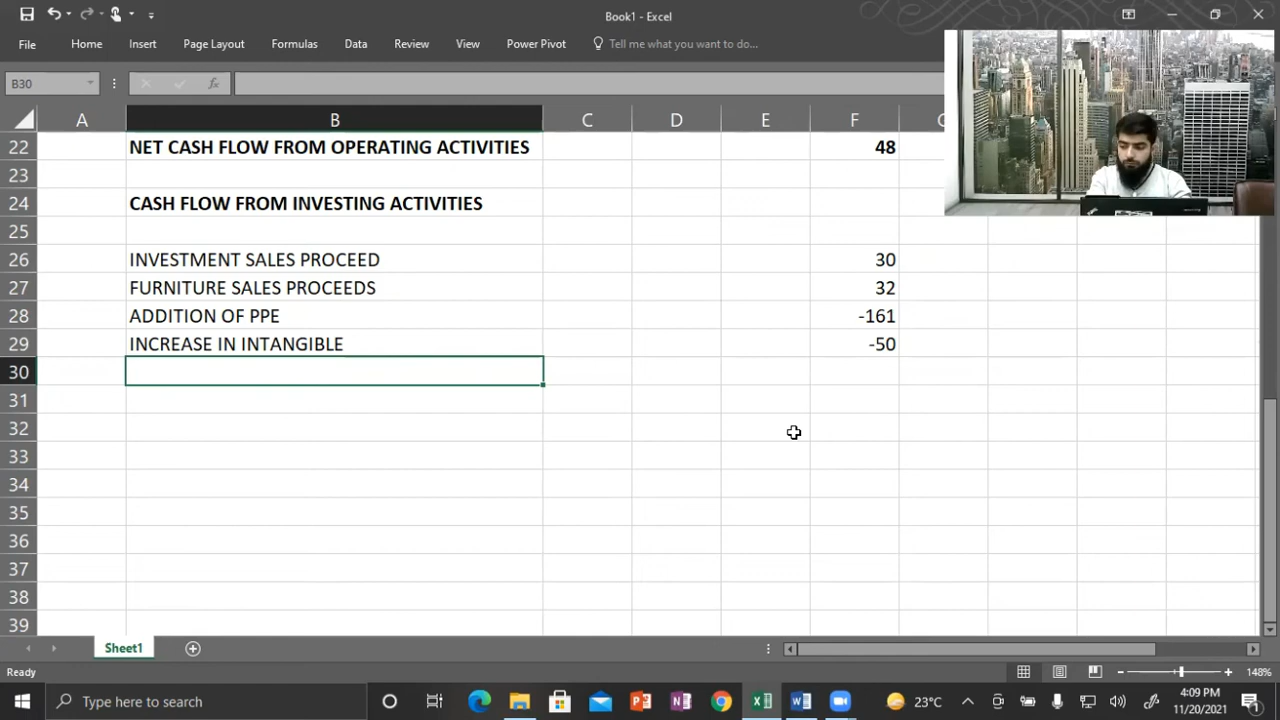 Book1 - Excel
File Home Insert Page Layout Formulas Data Review View Power Pivot Tell me what you want to do...
B30 fx
A B C D E F
22 NET CASH FLOW FROM OPERATING ACTIVITIES 48
23
24 CASH FLOW FROM INVESTING ACTIVITIES
25
26 INVESTMENT SALES PROCEED 30
27 FURNITURE SALES PROCEEDS 32
28 ADDITION OF PPE -161
29 INCREASE IN INTANGIBLE -50
30
31
32
33
34
35
36
37
38
39
Sheet1
Ready 148%
Type here to search 23°C 4:09 PM
11/20/2021